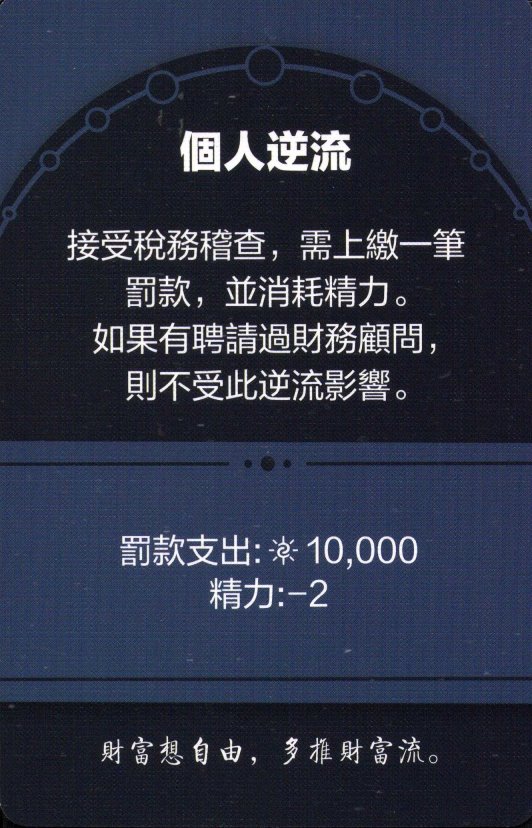 個人逆流
接受稅務稽查，需上繳一筆
罰款，並消耗精力。
如果有聘請過財務顧問，
則不受此逆流影響。
罰款支出: 10,000
精力:−2
財富想自由，多推財富流。